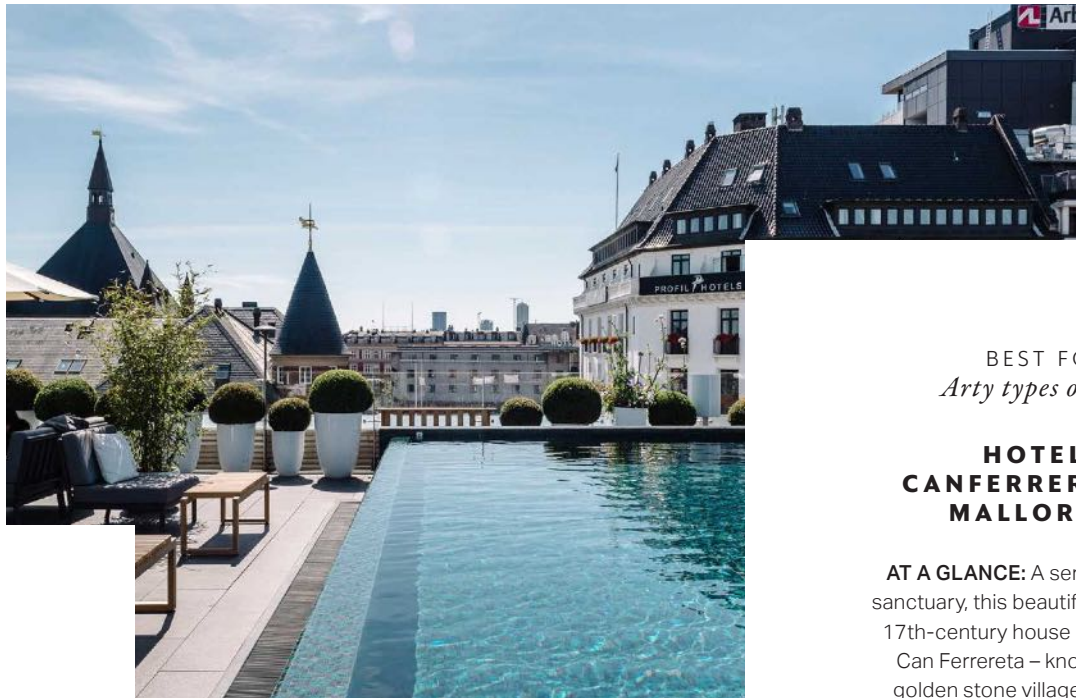 PROFIL HOTELS
BEST
Arty types
HOTEL
CANFERRER
MALLOR
AT A GLANCE: A ser
sanctuary, this beautif
17th-century house
Can Ferrereta – kno
golden stone village